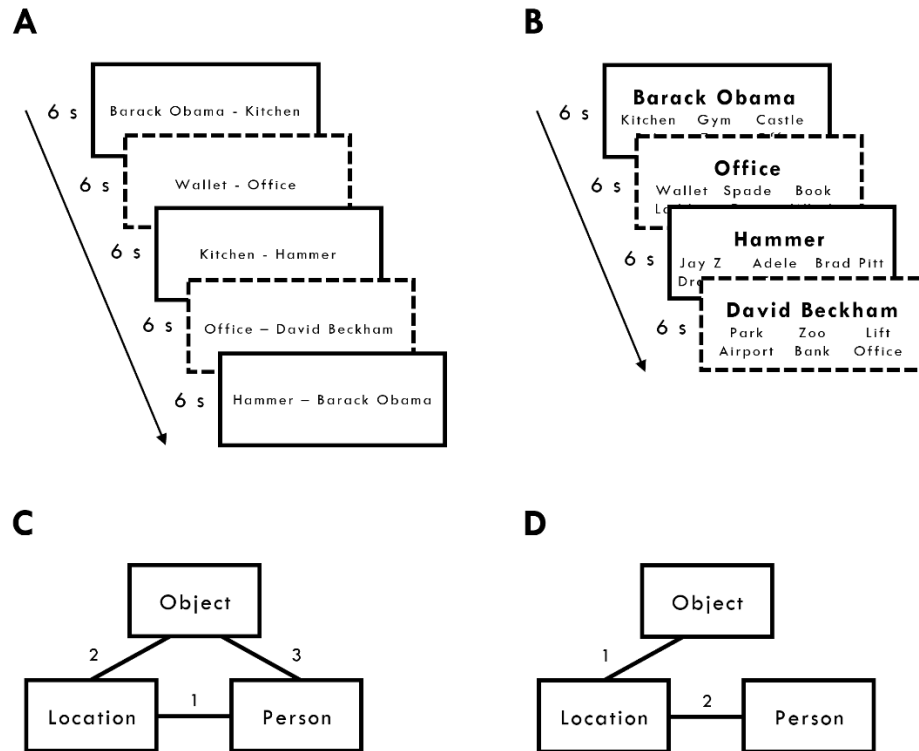 A
6 s
Barack Obama - Kitchen
6 s
Wallet - Office
6 s
Kitchen - Hammer
6 s
Office – David Beckham
6 s
Hammer – Barack Obama
B
6 s
Barack Obama
Kitchen Gym Castle
6 s
Office
Wallet Spade Book
6 s
Hammer
Jay Z Adele Brad Pitt
6 s
David Beckham
Park Zoo Lift
Airport Bank Office
C
Object
2
3
1
Location
Person
D
Object
1
2
Location
Person